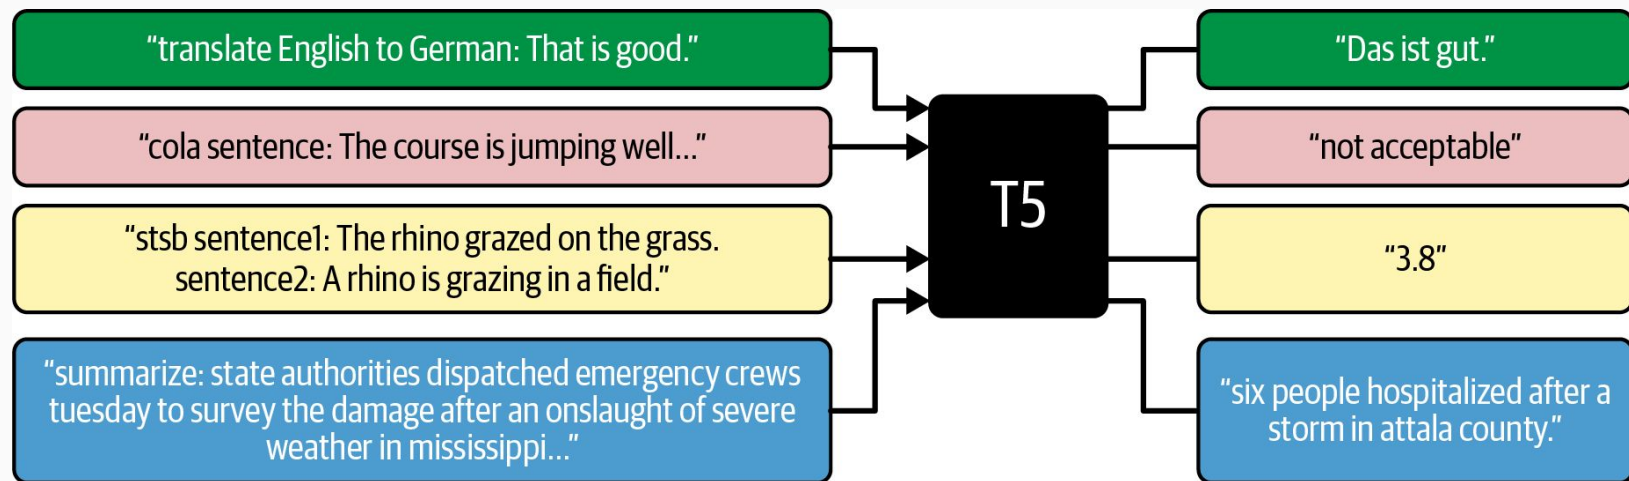 “translate English to German: That is good.”
“cola sentence: The course is jumping well...”
“stsb sentence1: The rhino grazed on the grass.
sentence2: A rhino is grazing in a field.”
“summarize: state authorities dispatched emergency crews
tuesday to survey the damage after an onslaught of severe
weather in mississippi...”
T5
“Das ist gut.”
“not acceptable”
“3.8”
“six people hospitalized after a
storm in attala county.”